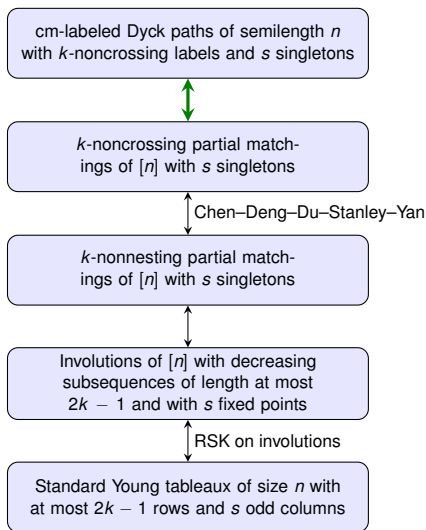 cm-labeled Dyck paths of semilength n
with k-noncrossing labels and s singletons
k-noncrossing partial match-
ings of [n] with s singletons
Chen–Deng–Du–Stanley–Yan
k-nonnesting partial match-
ings of [n] with s singletons
Involutions of [n] with decreasing
subsequences of length at most
2k − 1 and with s fixed points
RSK on involutions
Standard Young tableaux of size n with
at most 2k − 1 rows and s odd columns